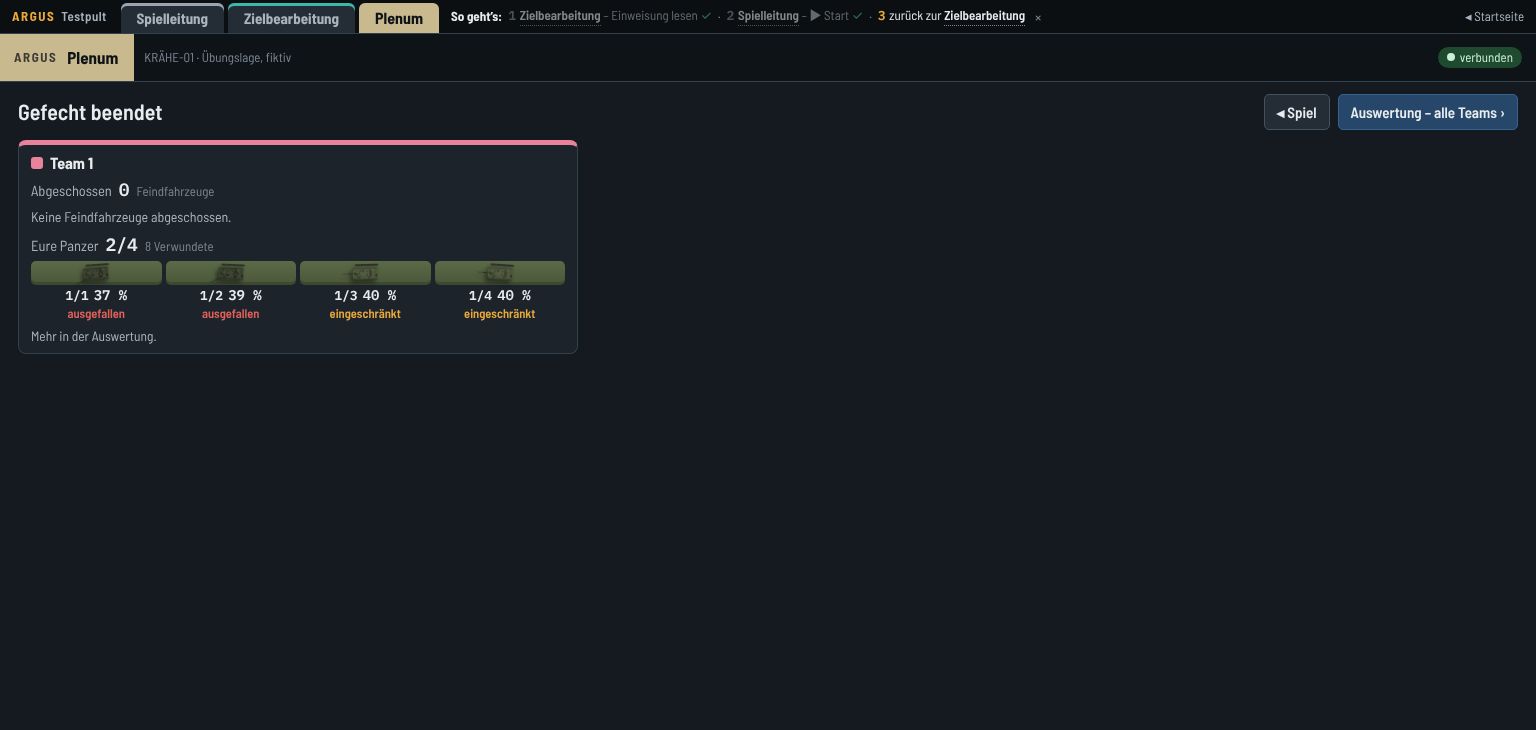 ARGUS Testpult Spielleitung Zielbearbeitung Plenum So geht's: 1 Zielbearbeitung – Einweisung lesen ✓ · 2 Spielleitung – ▶ Start ✓ · 3 zurück zur Zielbearbeitung × ◂ Startseite
ARGUS Plenum KRÄHE-01 · Übungslage, fiktiv verbunden
Gefecht beendet ◂ Spiel Auswertung – alle Teams ›
Team 1
Abgeschossen 0 Feindfahrzeuge
Keine Feindfahrzeuge abgeschossen.
Eure Panzer 2/4 8 Verwundete
1/1 37 % 1/2 39 % 1/3 40 % 1/4 40 %
ausgefallen ausgefallen eingeschränkt eingeschränkt
Mehr in der Auswertung.